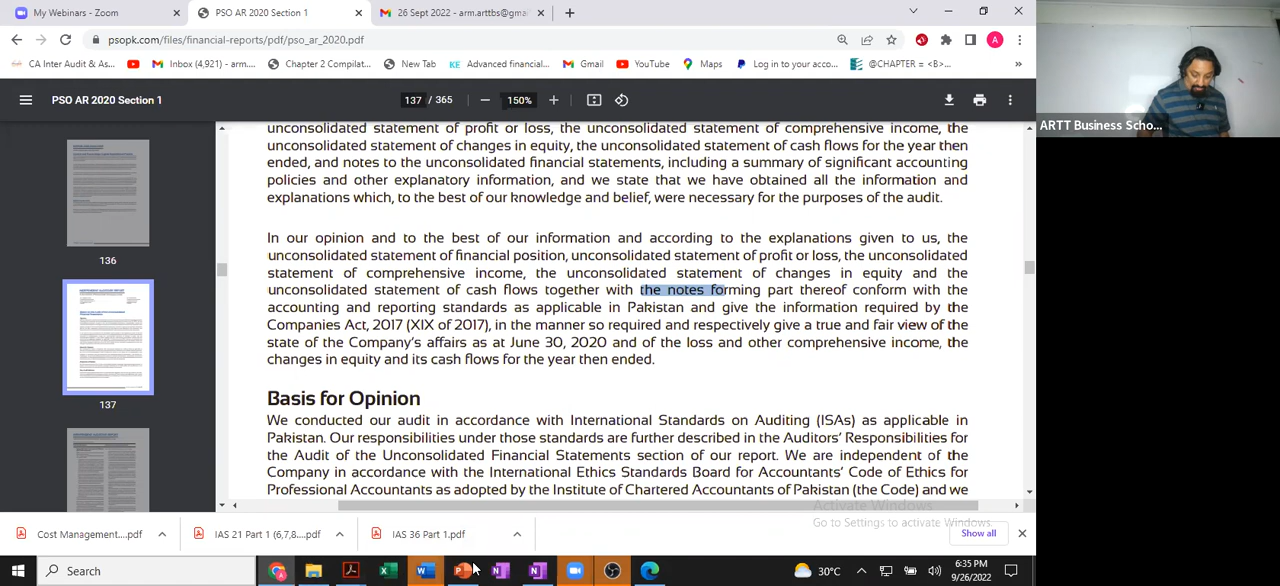 My Webinars - Zoom
PSO AR 2020 Section 1
26 Sept 2022 - arm.arttbs@gma
psopk.com/files/financial-reports/pdf/pso_ar_2020.pdf
CA Inter Audit & As...
Inbox (4,921) - arm....
Chapter 2 Compilat...
New Tab
KE Advanced financial...
Gmail
YouTube
Maps
Log in to your acco...
@CHAPTER = <B>...
»
PSO AR 2020 Section 1
137 / 365
150%
ARTT Business Scho...
136
137
unconsolidated statement of profit or loss, the unconsolidated statement of comprehensive income, the
unconsolidated statement of changes in equity, the unconsolidated statement of cash flows for the year then
ended, and notes to the unconsolidated financial statements, including a summary of significant accounting
policies and other explanatory information, and we state that we have obtained all the information and
explanations which, to the best of our knowledge and belief, were necessary for the purposes of the audit.
In our opinion and to the best of our information and according to the explanations given to us, the
unconsolidated statement of financial position, unconsolidated statement of profit or loss, the unconsolidated
statement of comprehensive income, the unconsolidated statement of changes in equity and the
unconsolidated statement of cash flows together with the notes forming part thereof conform with the
accounting and reporting standards as applicable in Pakistan and give the information required by the
Companies Act, 2017 (XIX of 2017), in the manner so required and respectively give a true and fair view of the
state of the Company's affairs as at June 30, 2020 and of the loss and other comprehensive income, the
changes in equity and its cash flows for the year then ended.
Basis for Opinion
We conducted our audit in accordance with International Standards on Auditing (ISAs) as applicable in
Pakistan. Our responsibilities under those standards are further described in the Auditors' Responsibilities for
the Audit of the Unconsolidated Financial Statements section of our report. We are independent of the
Company in accordance with the International Ethics Standards Board for Accountants' Code of Ethics for
Professional Accountants as adopted by the Institute of Chartered Accountants of Pakistan (the Code) and we
Activate Windows
Go to Settings to activate Windows.
Cost Management....pdf
IAS 21 Part 1 (6,7,8....pdf
IAS 36 Part 1.pdf
Show all
Search
30°C
6:35 PM
9/26/2022